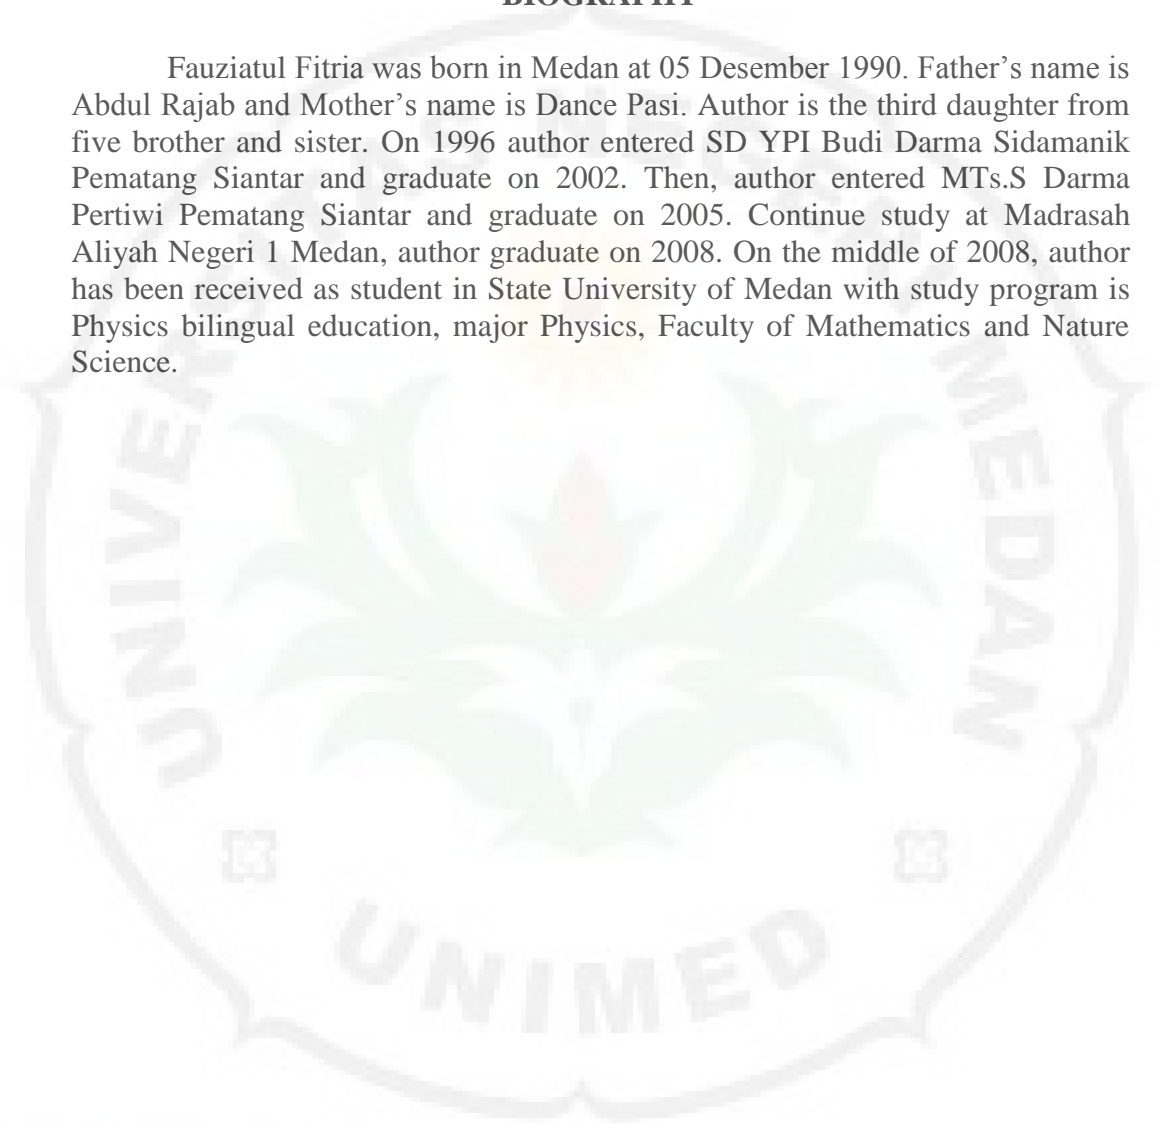 BIOGRAPHY
Fauziatul Fitria was born in Medan at 05 Desember 1990. Father’s name is
Abdul Rajab and Mother’s name is Dance Pasi. Author is the third daughter from
five brother and sister. On 1996 author entered SD YPI Budi Darma Sidamanik
Pematang Siantar and graduate on 2002. Then, author entered MTs.S Darma
Pertiwi Pematang Siantar and graduate on 2005. Continue study at Madrasah
Aliyah Negeri 1 Medan, author graduate on 2008. On the middle of 2008, author
has been received as student in State University of Medan with study program is
Physics bilingual education, major Physics, Faculty of Mathematics and Nature
Science.
UNIVERSITAS NEGERI MEDAN
UNIMED